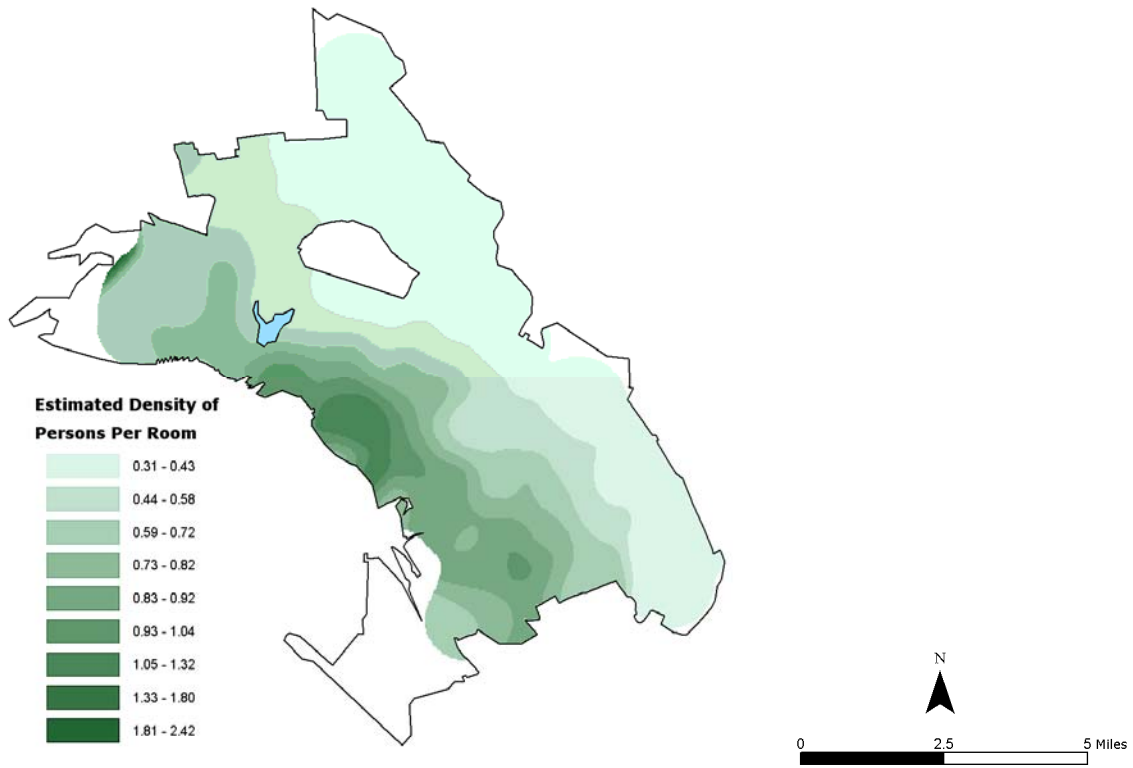 Estimated Density of
Persons Per Room
0.31 - 0.43
0.44 - 0.58
0.59 - 0.72
0.73 - 0.82
0.83 - 0.92
0.93 - 1.04
1.05 - 1.32
1.33 - 1.80
1.81 - 2.42
N
0 2.5 5 Miles